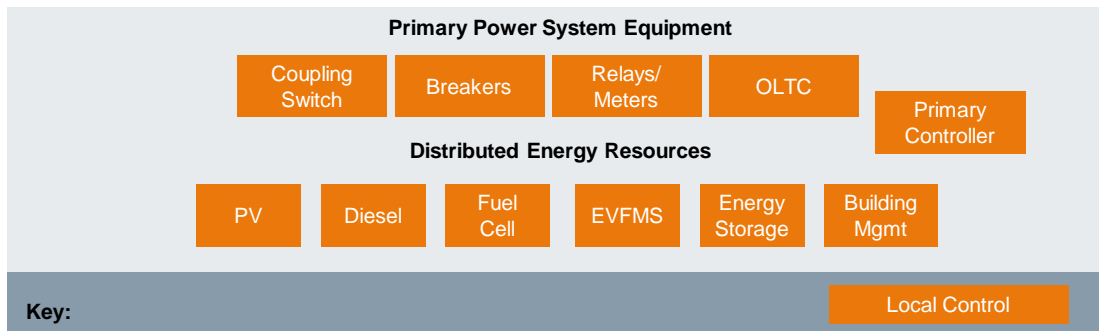 Primary Power System Equipment
Coupling
Switch
Breakers
Relays/
Meters
OLTC
Primary
Controller
Distributed Energy Resources
PV
Diesel
Fuel
Cell
EVFMS
Energy
Storage
Building
Mgmt
Key:
Local Control